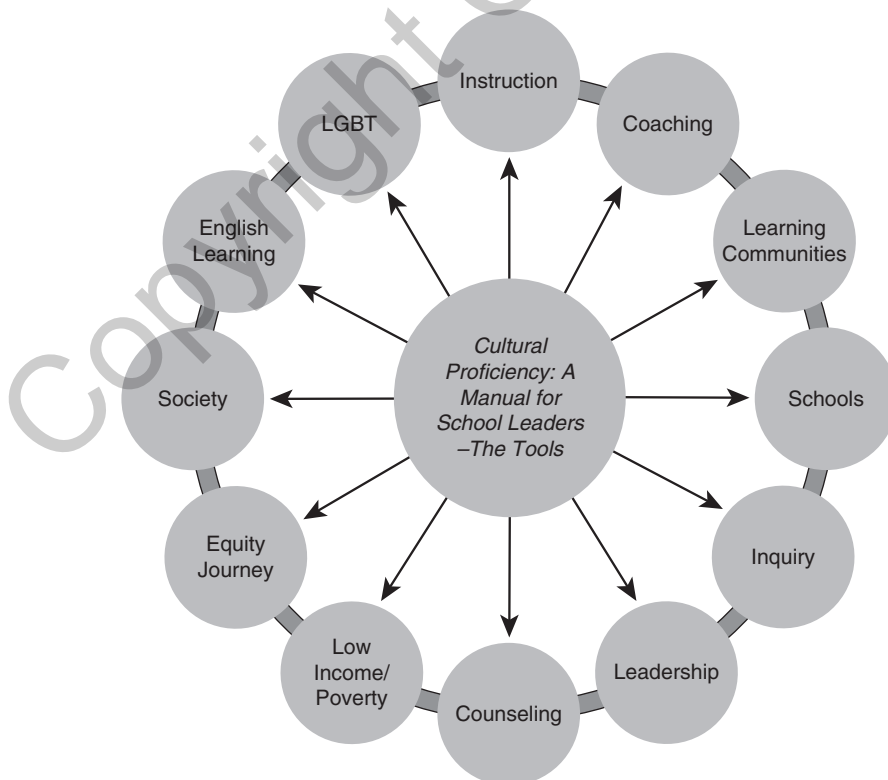 Copyright
Instruction
Coaching
Learning
Communities
Schools
Inquiry
Leadership
Counseling
Low
Income/
Poverty
Equity
Journey
Society
English
Learning
LGBT
Cultural
Proficiency: A
Manual for
School Leaders
–The Tools